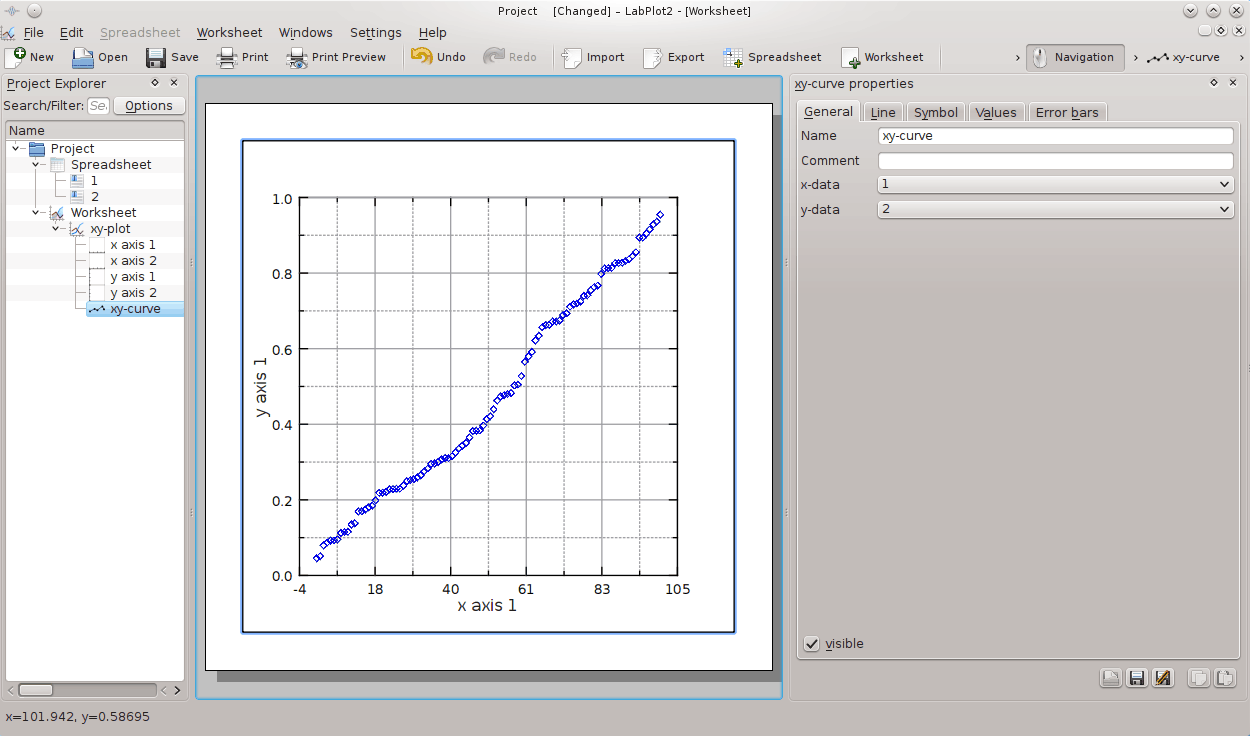 Project [Changed] – LabPlot2 - [Worksheet]
File Edit Spreadsheet Worksheet Windows Settings Help
New Open Save Print Print Preview Undo Redo Import Export Spreadsheet Worksheet Navigation xy-curve
Project Explorer
Search/Filter: Se Options
Name
Project
Spreadsheet
1
2
Worksheet
xy-plot
x axis 1
x axis 2
y axis 1
y axis 2
xy-curve
1.0
0.8
0.6
0.4
0.2
0.0
y axis 1
-4 18 40 61 83 105
x axis 1
xy-curve properties
General Line Symbol Values Error bars
Name xy-curve
Comment
x-data 1
y-data 2
visible
x=101.942, y=0.58695